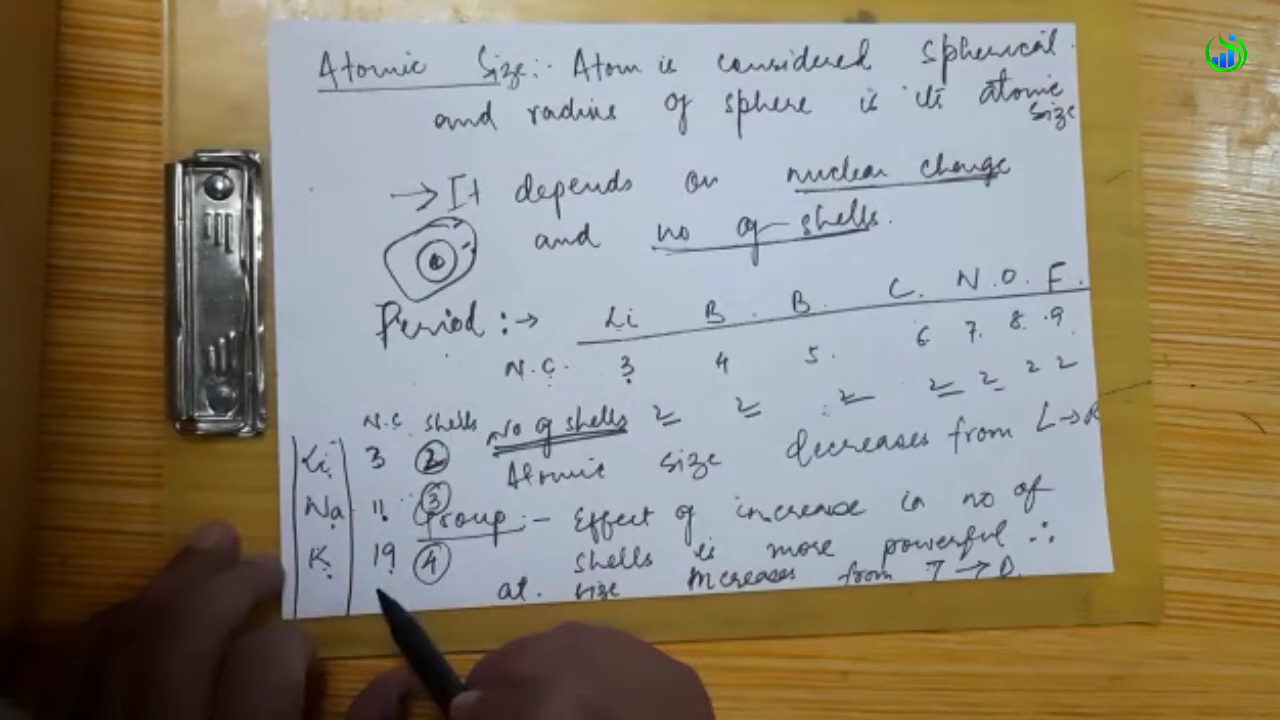 Atomic Size:- Atom is considered spherical.
and radius of sphere is its atomic
size
→ It depends on nuclear charge
and no of shells.
Period :→ Li B. B. C. N. O. F.
N.C. 3 4 5. 6. 7. 8. 9.
No of shells 2 2 2 2 2 2 2
Atomic size decreases from L→R
N.C shells
Li 3 2
Na 11 3
K 19 4
Group:- Effect of increase in no of
shells is more powerful ∴
at. size increases from T→D.